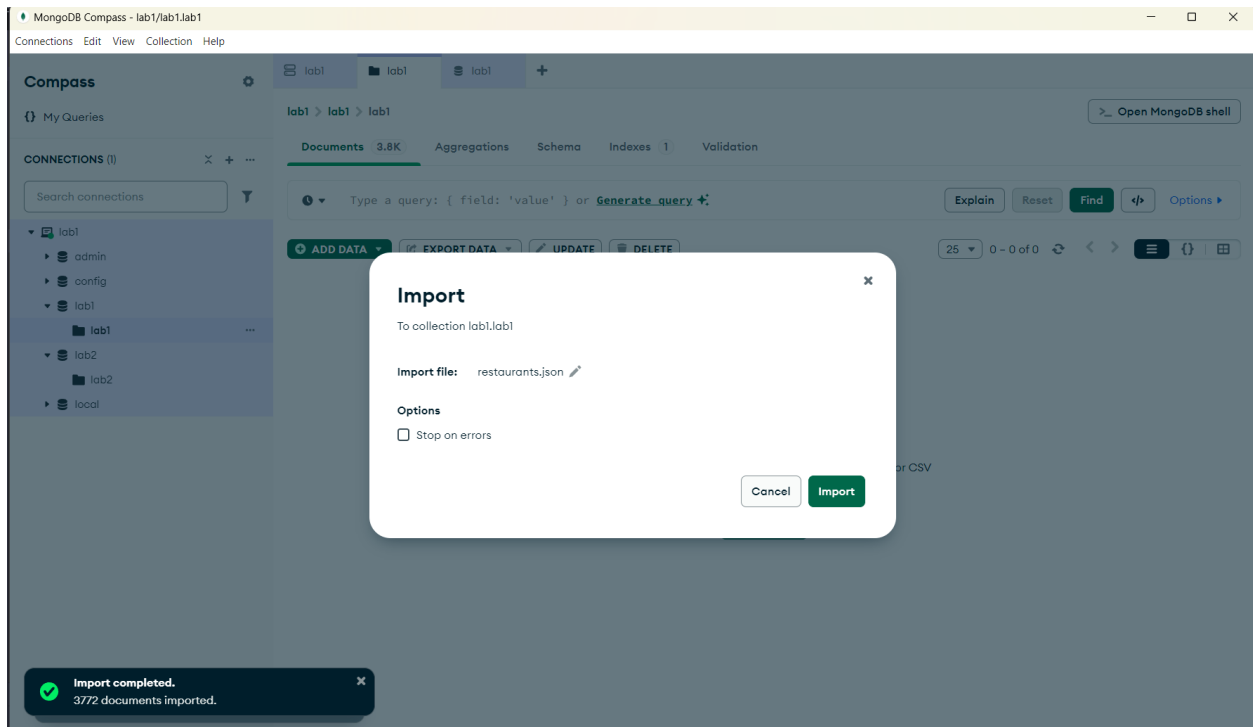 MongoDB Compass - lab1/lab1.lab1
Connections Edit View Collection Help
Compass
{} My Queries
CONNECTIONS (1)
Search connections
lab1
admin
config
lab1
lab1
lab2
lab2
local
lab1 lab1 lab1
lab1 > lab1 > lab1
>_ Open MongoDB shell
Documents 3.8K Aggregations Schema Indexes 1 Validation
Type a query: { field: 'value' } or Generate query
Explain Reset Find </> Options
ADD DATA EXPORT DATA UPDATE DELETE
25 0 – 0 of 0 {}
Import
To collection lab1.lab1
Import file: restaurants.json
Options
Stop on errors
or CSV
Cancel Import
Import completed.
3772 documents imported.